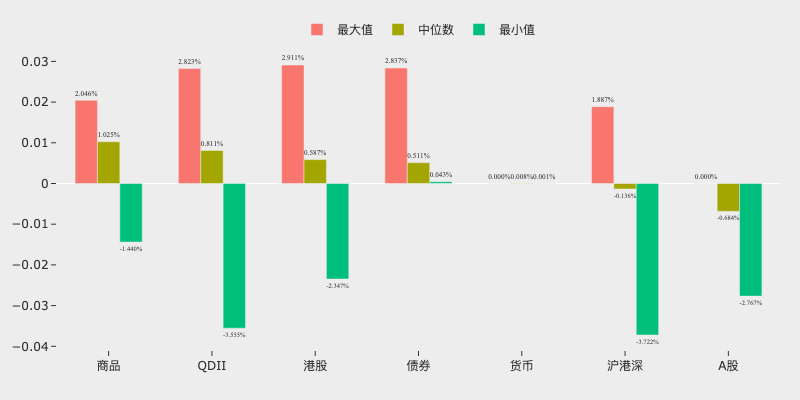 最大值 中位数 最小值
0.03
0.02
0.01
0
−0.01
−0.02
−0.03
−0.04
2.046% 1.025% -1.440%
2.823% 0.811% -3.555%
2.911% 0.587% -2.347%
2.837% 0.511% 0.043%
0.000% 0.008% 0.001%
1.887% -0.136% -3.722%
0.000% -0.684% -2.767%
商品 QDII 港股 债券 货币 沪港深 A股